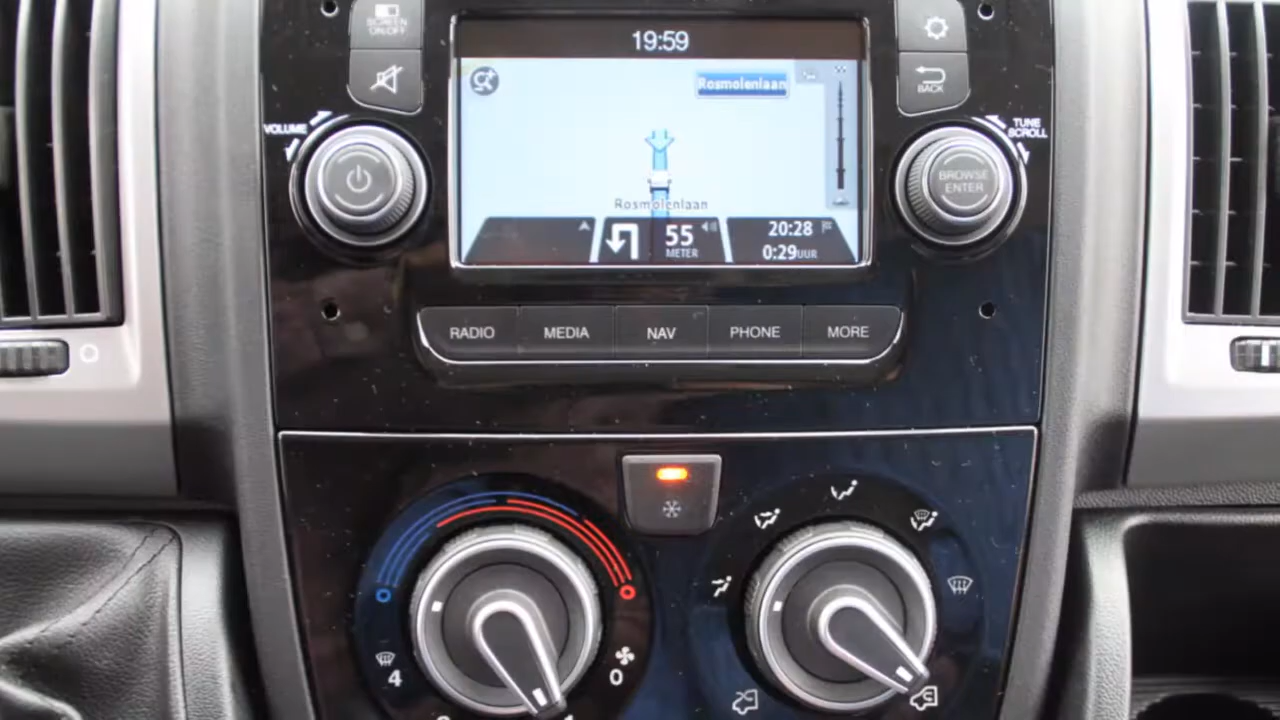 SCREEN
ON/OFF
19:59
Rosmolenlaan
BACK
VOLUME
TUNE
SCROLL
BROWSE
ENTER
Rosmolenlaan
55
METER
20:28
0:29UUR
RADIO
MEDIA
NAV
PHONE
MORE
4
0